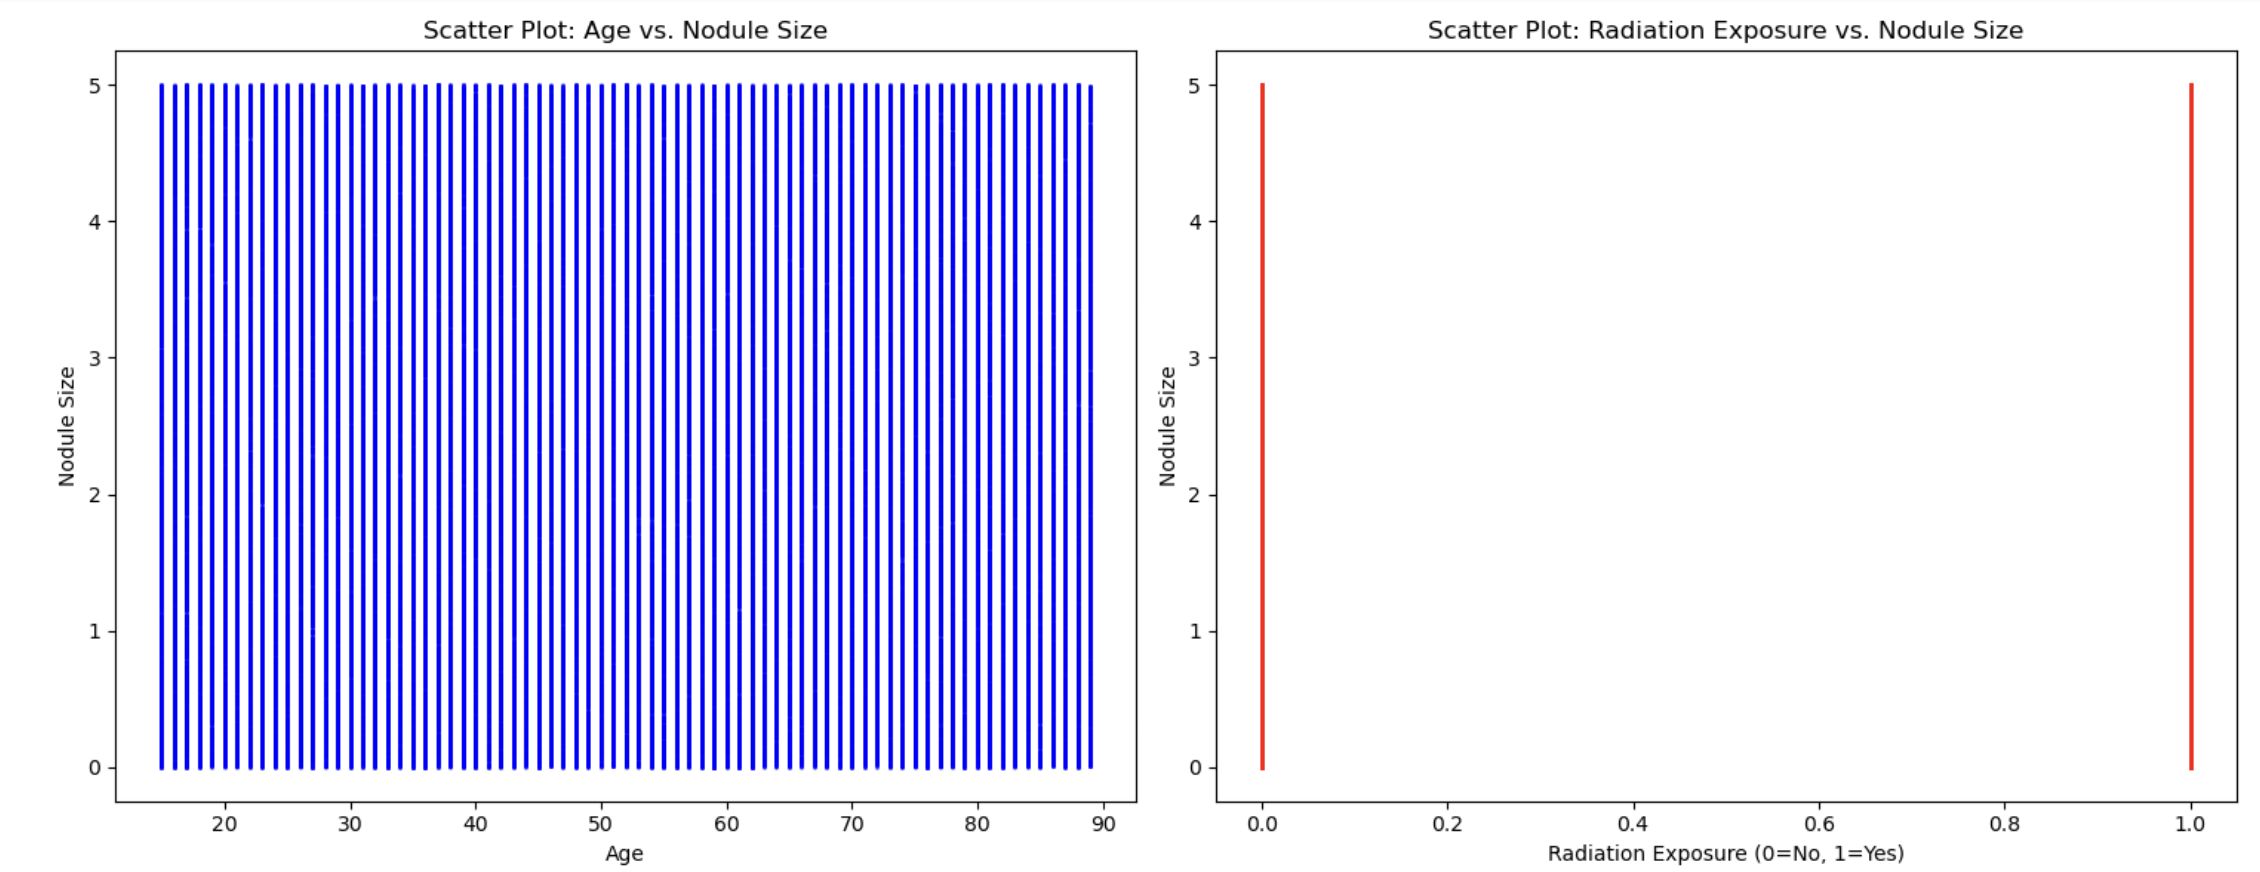 Scatter Plot: Age vs. Nodule Size
Nodule Size
5
4
3
2
1
0
20 30 40 50 60 70 80 90
Age
Scatter Plot: Radiation Exposure vs. Nodule Size
Nodule Size
5
4
3
2
1
0
0.0 0.2 0.4 0.6 0.8 1.0
Radiation Exposure (0=No, 1=Yes)